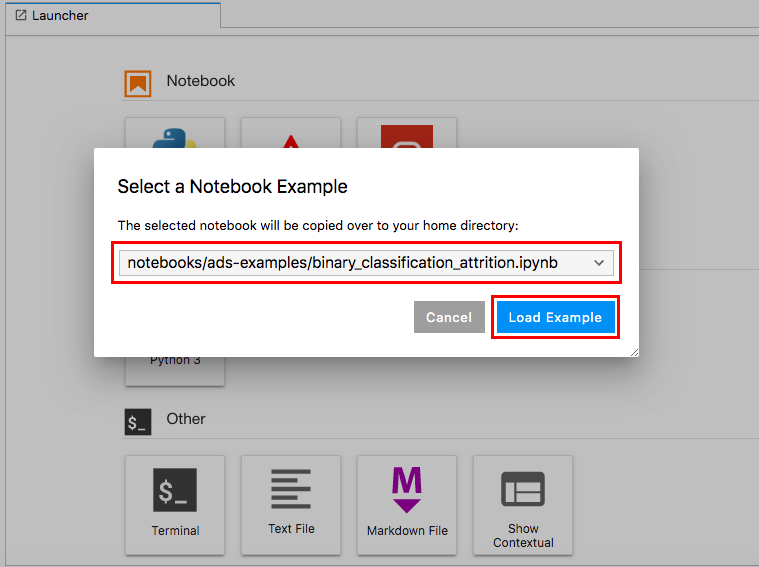 Launcher
Notebook
Select a Notebook Example
The selected notebook will be copied over to your home directory:
notebooks/ads-examples/binary_classification_attrition.ipynb
Cancel
Load Example
Python 3
$_
Other
$_
M
Terminal
Text File
Markdown File
Show
Contextual